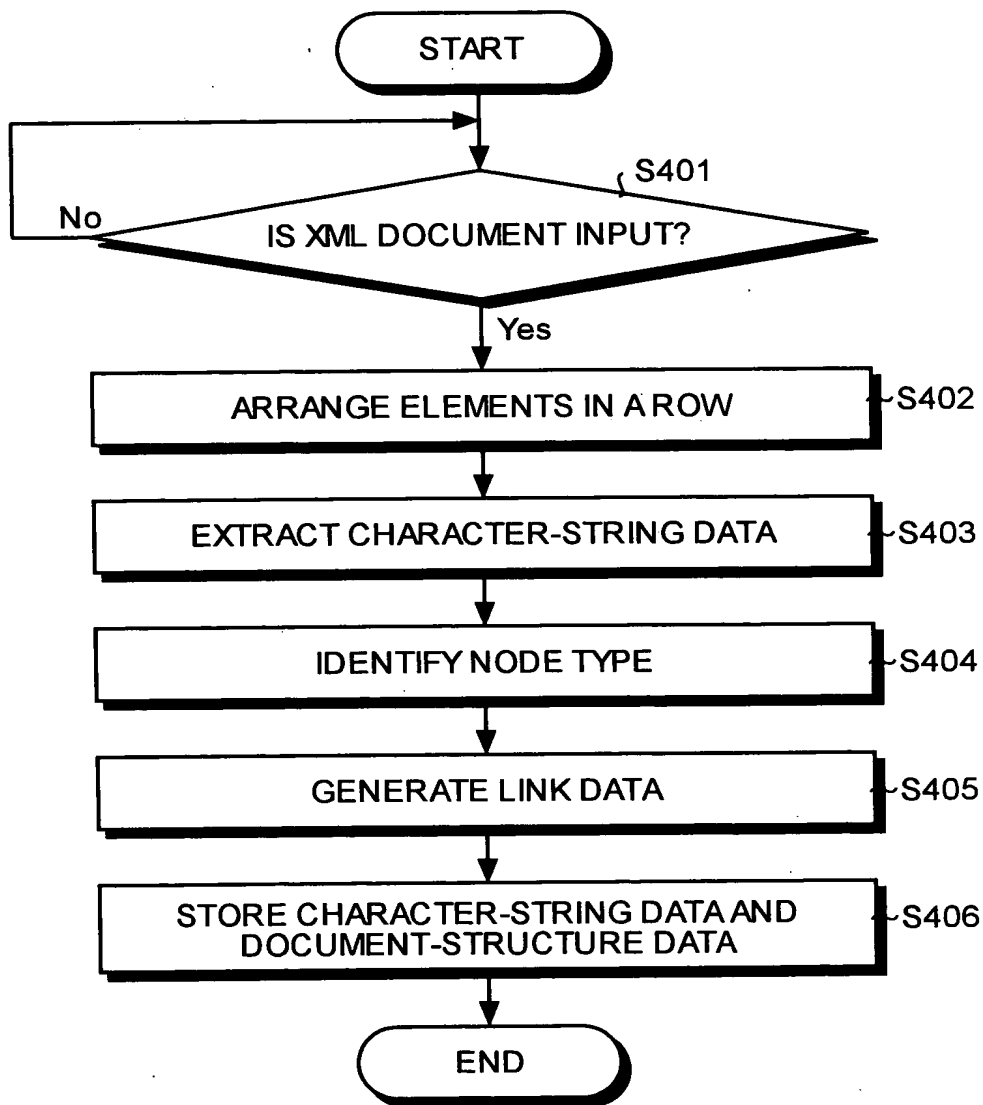 START
S401
No
IS XML DOCUMENT INPUT?
Yes
ARRANGE ELEMENTS IN A ROW
S402
EXTRACT CHARACTER-STRING DATA
S403
IDENTIFY NODE TYPE
S404
GENERATE LINK DATA
S405
STORE CHARACTER-STRING DATA AND
DOCUMENT-STRUCTURE DATA
S406
END